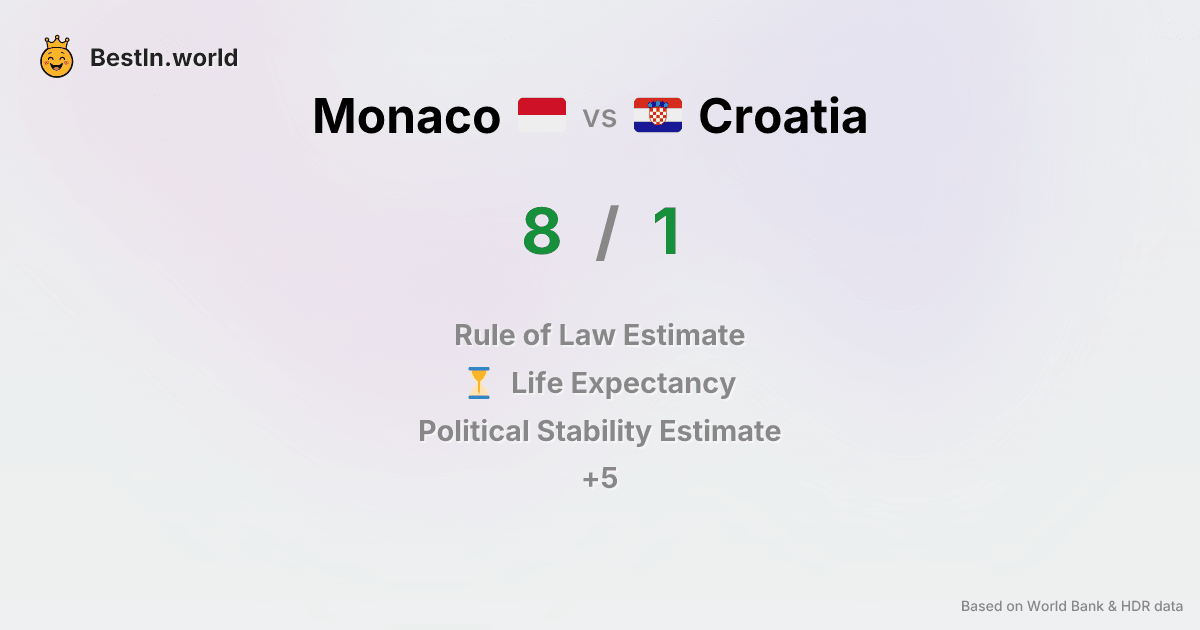 BestIn.world
Monaco vs Croatia
8 / 1
Rule of Law Estimate
Life Expectancy
Political Stability Estimate
+5
Based on World Bank & HDR data